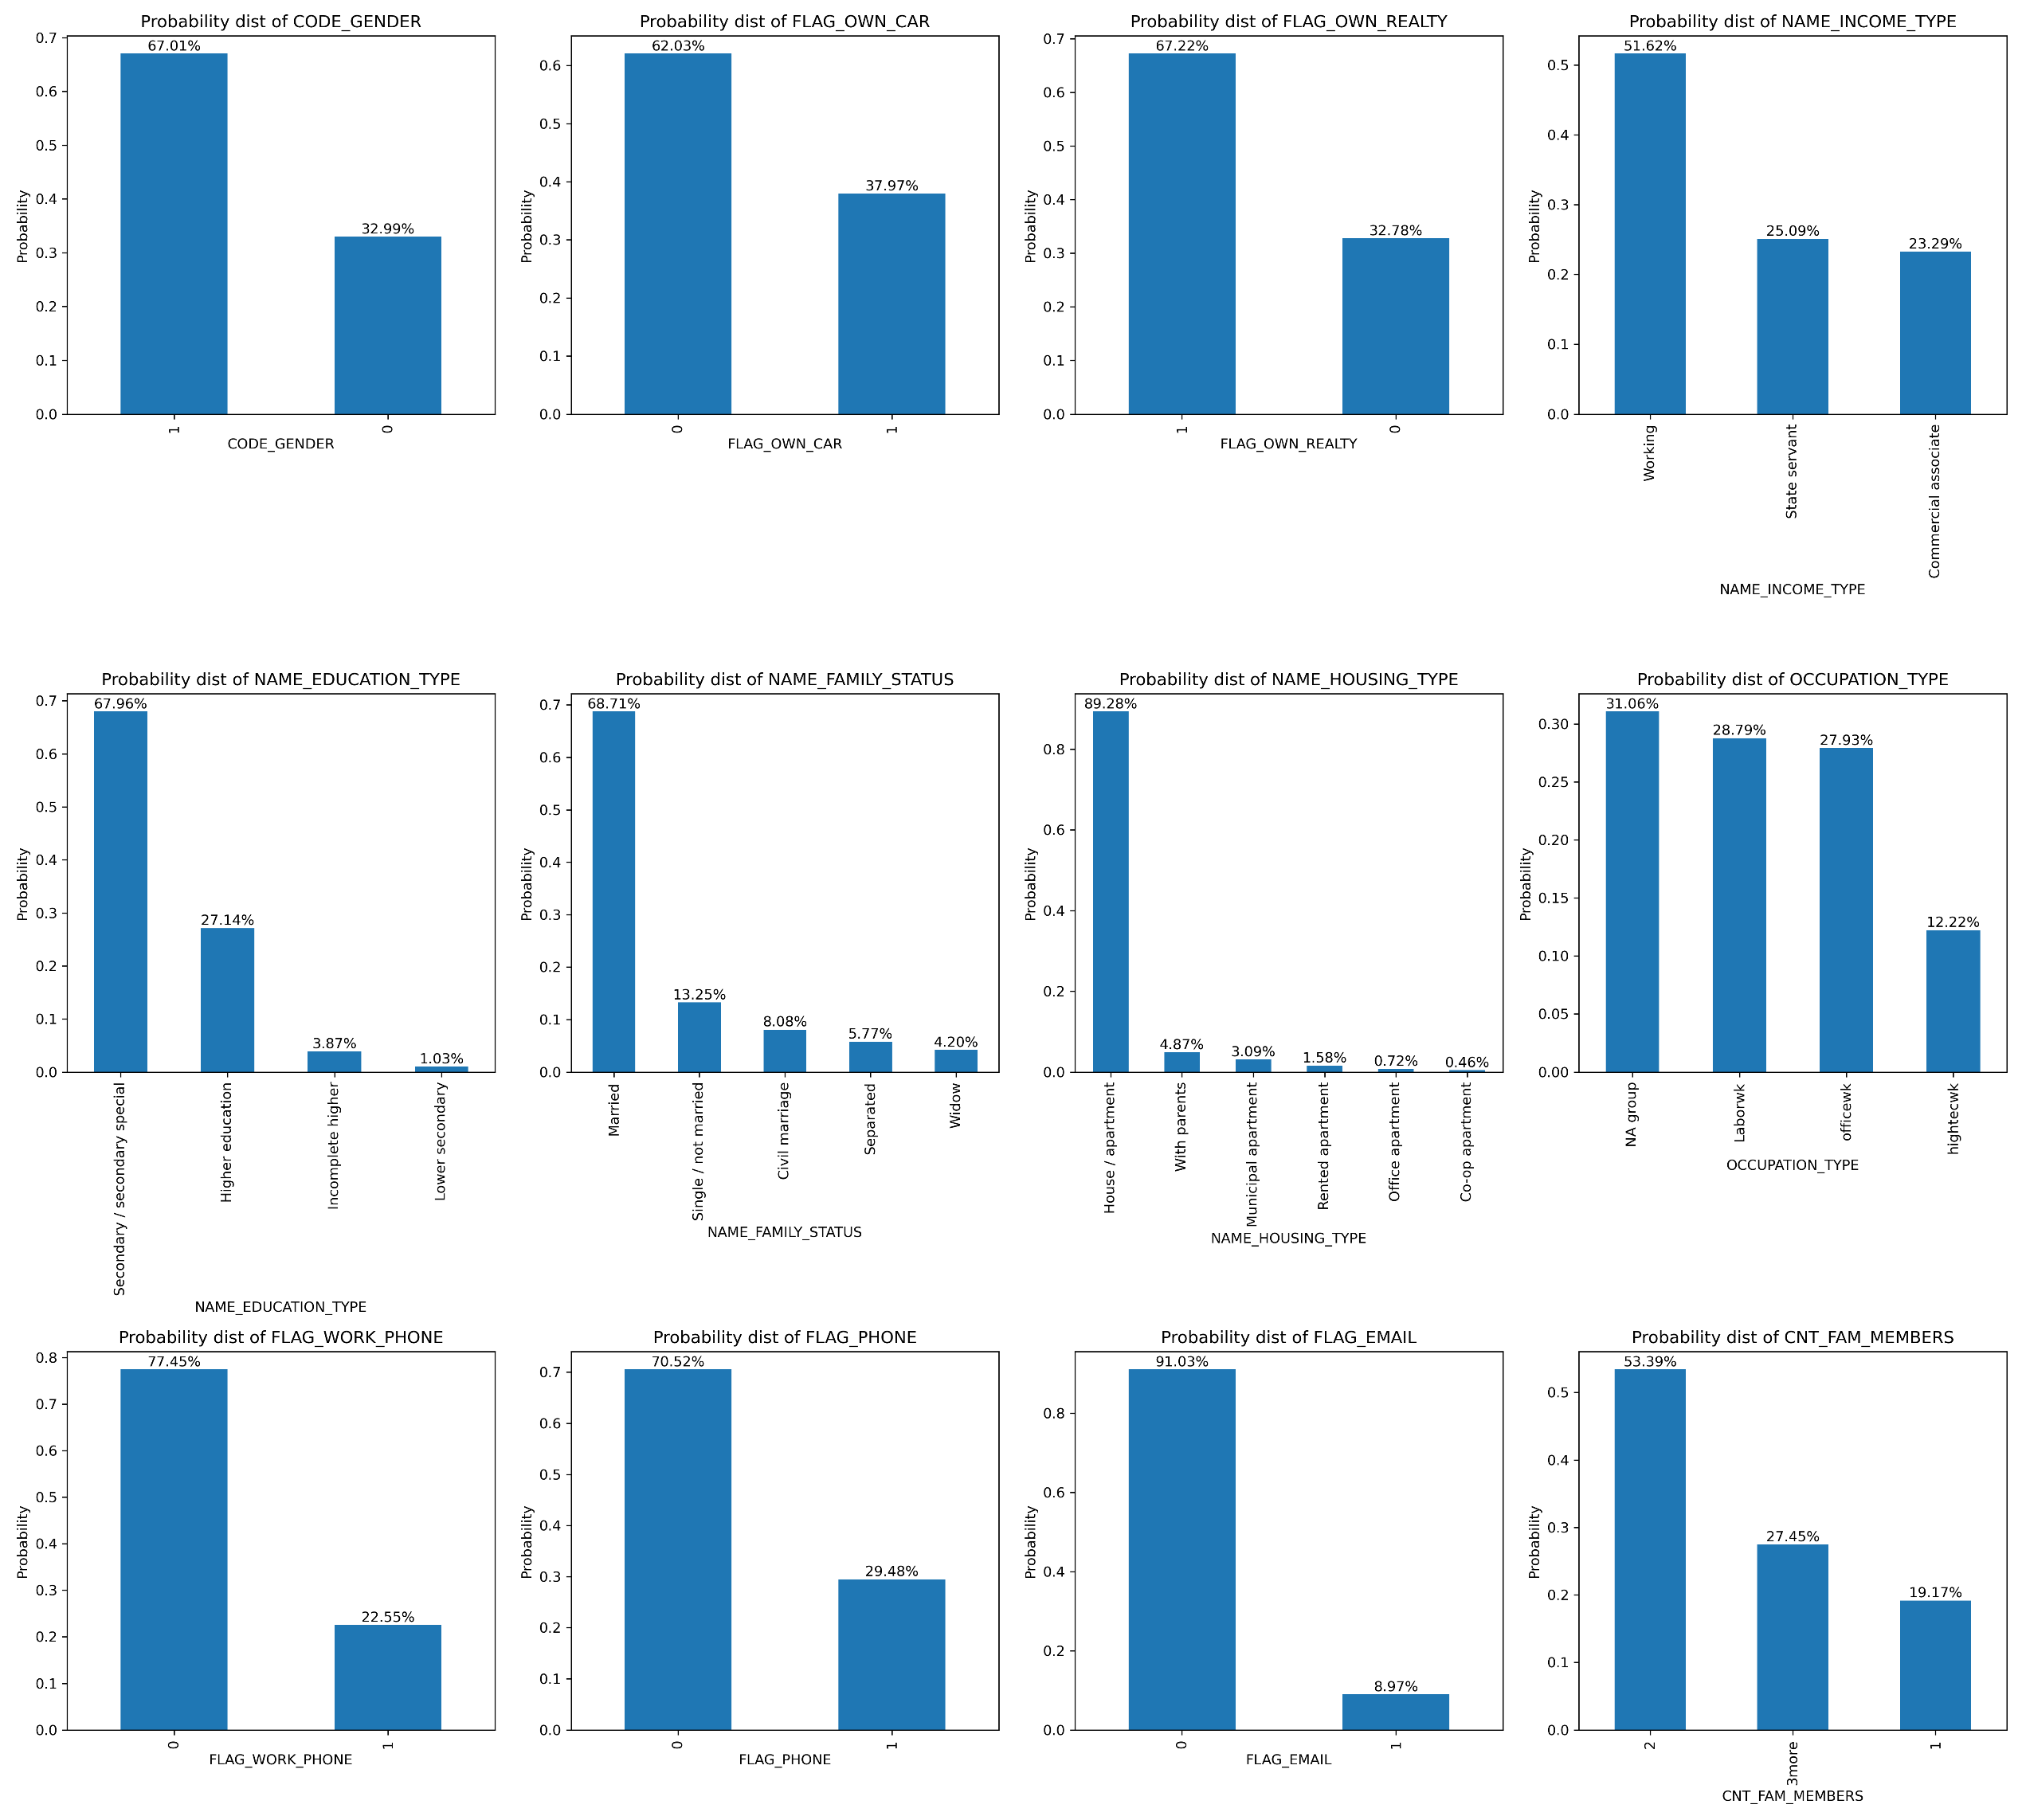 Probability dist of CODE_GENDER
0.7
0.6
0.5
0.4
0.3
0.2
0.1
0.0
Probability
67.01%
32.99%
1
0
CODE_GENDER
Probability dist of FLAG_OWN_CAR
0.6
0.5
0.4
0.3
0.2
0.1
0.0
Probability
62.03%
37.97%
0
1
FLAG_OWN_CAR
Probability dist of FLAG_OWN_REALTY
0.7
0.6
0.5
0.4
0.3
0.2
0.1
0.0
Probability
67.22%
32.78%
1
0
FLAG_OWN_REALTY
Probability dist of NAME_INCOME_TYPE
0.5
0.4
0.3
0.2
0.1
0.0
Probability
51.62%
25.09%
23.29%
Working
State servant
Commercial associate
NAME_INCOME_TYPE
Probability dist of NAME_EDUCATION_TYPE
0.7
0.6
0.5
0.4
0.3
0.2
0.1
0.0
Probability
67.96%
27.14%
3.87%
1.03%
Secondary / secondary special
Higher education
Incomplete higher
Lower secondary
NAME_EDUCATION_TYPE
Probability dist of NAME_FAMILY_STATUS
0.7
0.6
0.5
0.4
0.3
0.2
0.1
0.0
Probability
68.71%
13.25%
8.08%
5.77%
4.20%
Married
Single / not married
Civil marriage
Separated
Widow
NAME_FAMILY_STATUS
Probability dist of NAME_HOUSING_TYPE
0.8
0.6
0.4
0.2
0.0
Probability
89.28%
4.87%
3.09%
1.58%
0.72%
0.46%
House / apartment
With parents
Municipal apartment
Rented apartment
Office apartment
Co-op apartment
NAME_HOUSING_TYPE
Probability dist of OCCUPATION_TYPE
0.30
0.25
0.20
0.15
0.10
0.05
0.00
Probability
31.06%
28.79%
27.93%
12.22%
NA group
Laborwk
officewk
hightecwk
OCCUPATION_TYPE
Probability dist of FLAG_WORK_PHONE
0.8
0.7
0.6
0.5
0.4
0.3
0.2
0.1
0.0
Probability
77.45%
22.55%
0
1
FLAG_WORK_PHONE
Probability dist of FLAG_PHONE
0.7
0.6
0.5
0.4
0.3
0.2
0.1
0.0
Probability
70.52%
29.48%
0
1
FLAG_PHONE
Probability dist of FLAG_EMAIL
0.8
0.6
0.4
0.2
0.0
Probability
91.03%
8.97%
0
1
FLAG_EMAIL
Probability dist of CNT_FAM_MEMBERS
0.5
0.4
0.3
0.2
0.1
0.0
Probability
53.39%
27.45%
19.17%
2
3more
1
CNT_FAM_MEMBERS